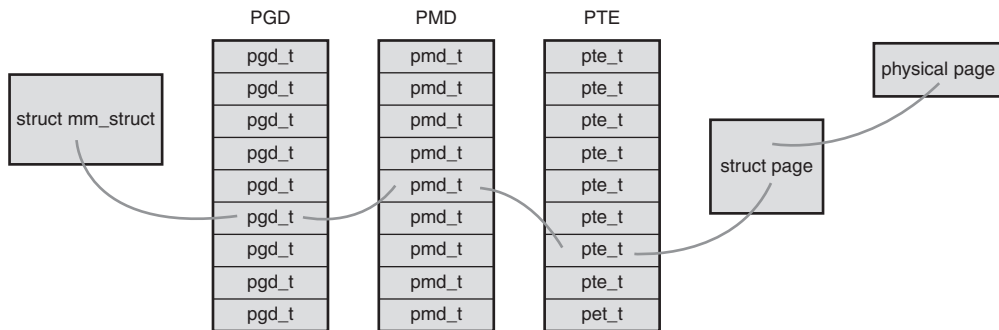 PGD PMD PTE
struct mm_struct
pgd_t
pgd_t
pgd_t
pgd_t
pgd_t
pgd_t
pgd_t
pgd_t
pgd_t
pmd_t
pmd_t
pmd_t
pmd_t
pmd_t
pmd_t
pmd_t
pmd_t
pmd_t
pte_t
pte_t
pte_t
pte_t
pte_t
pte_t
pte_t
pte_t
pet_t
struct page
physical page